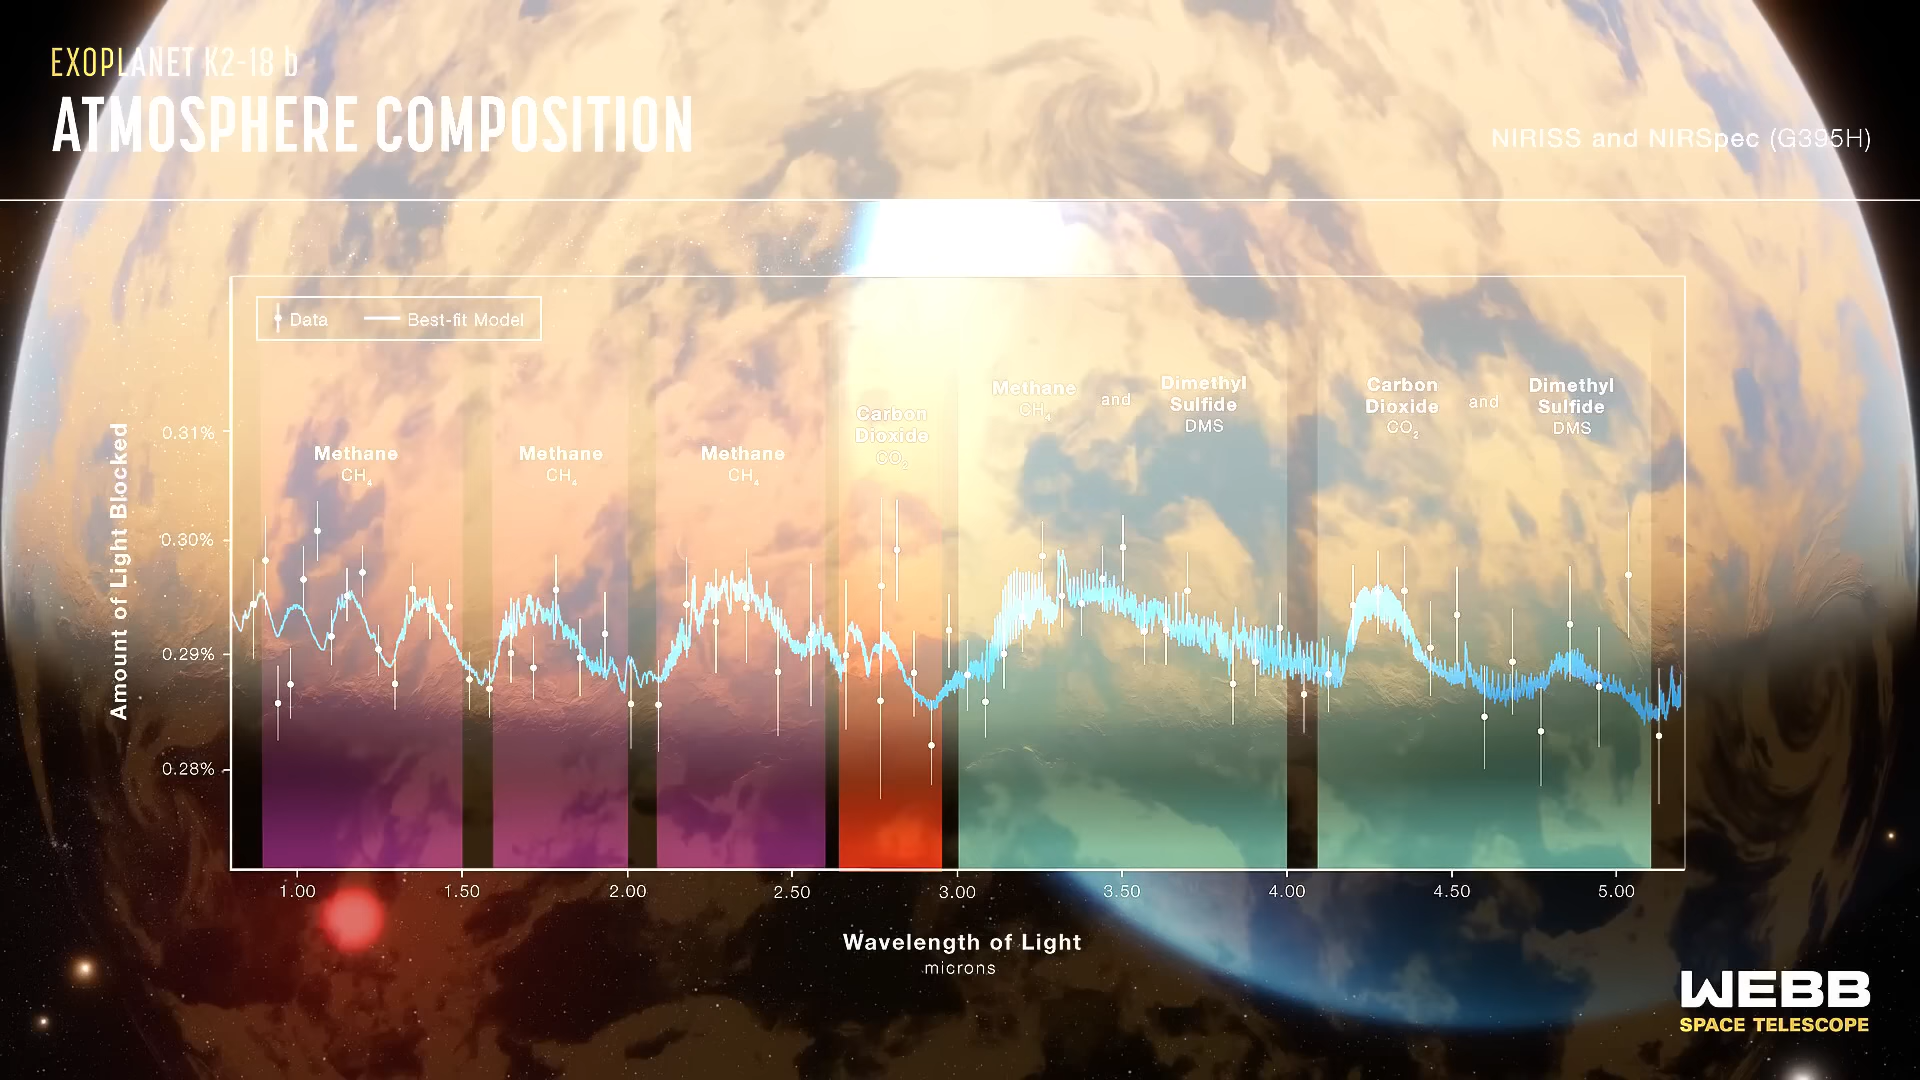 EXOPLANET K2-18 b
ATMOSPHERE COMPOSITION
NIRISS and NIRSpec (G395H)
Data
Best-fit Model
Methane
CH₄
Methane
CH₄
Methane
CH₄
Carbon
Dioxide
CO₂
Methane
CH₄
and
Dimethyl
Sulfide
DMS
Carbon
Dioxide
CO₂
and
Dimethyl
Sulfide
DMS
Amount of Light Blocked
0.31%
0.30%
0.29%
0.28%
1.00 1.50 2.00 2.50 3.00 3.50 4.00 4.50 5.00
Wavelength of Light
microns
WEBB
SPACE TELESCOPE